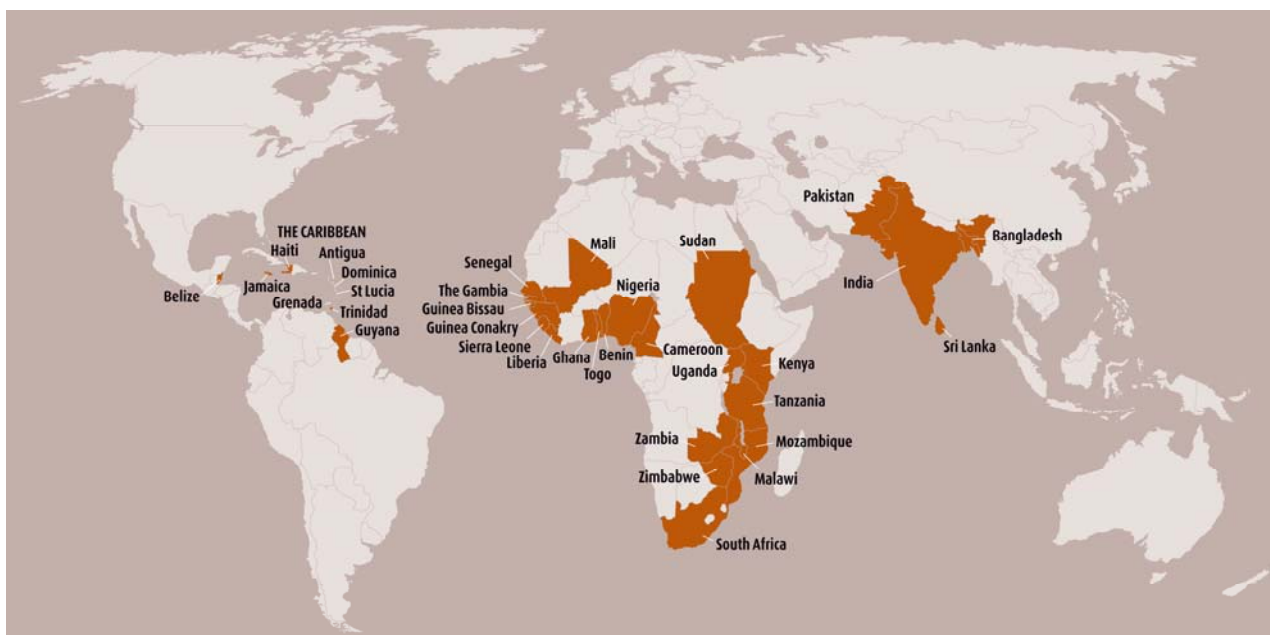 THE CARIBBEAN
Haiti
Antigua
Dominica
Jamaica
St Lucia
Belize
Grenada
Trinidad
Guyana
Mali
Senegal
The Gambia
Nigeria
Guinea Bissau
Guinea Conakry
Sierra Leone
Liberia
Ghana
Togo
Benin
Cameroon
Sudan
Uganda
Kenya
Tanzania
Zambia
Mozambique
Zimbabwe
Malawi
South Africa
Pakistan
Bangladesh
India
Sri Lanka